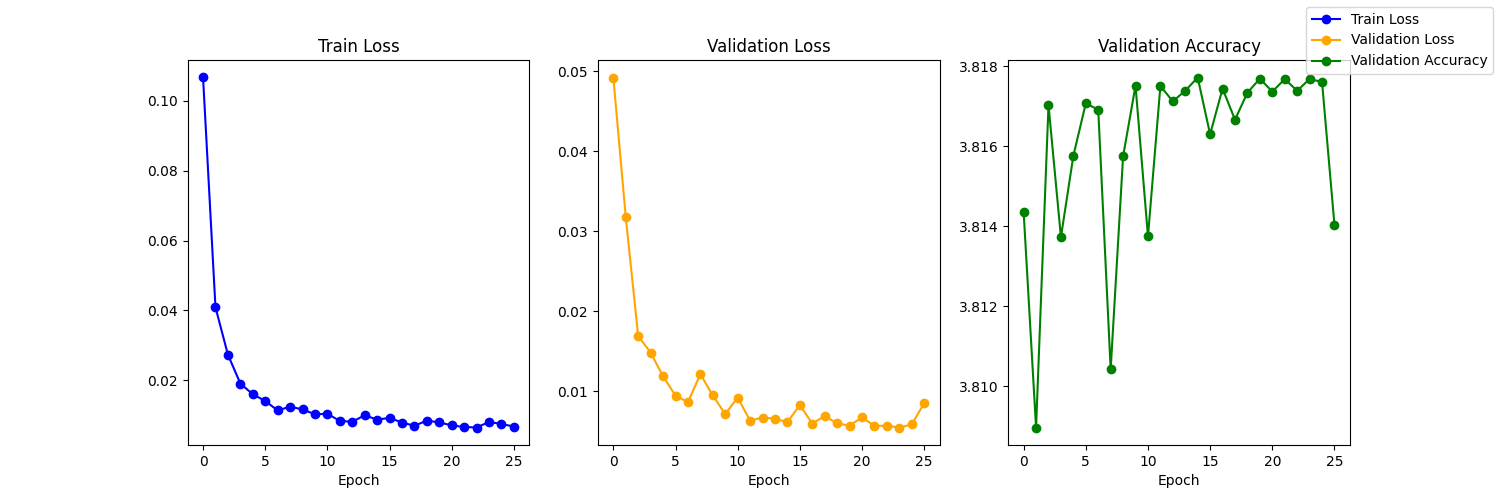 Train Loss
Validation Loss
Validation Accuracy
Train Loss
Validation Loss
Validation Accuracy
0.10
0.08
0.06
0.04
0.02
0 5 10 15 20 25
Epoch
0.05
0.04
0.03
0.02
0.01
0 5 10 15 20 25
Epoch
3.818
3.816
3.814
3.812
3.810
0 5 10 15 20 25
Epoch